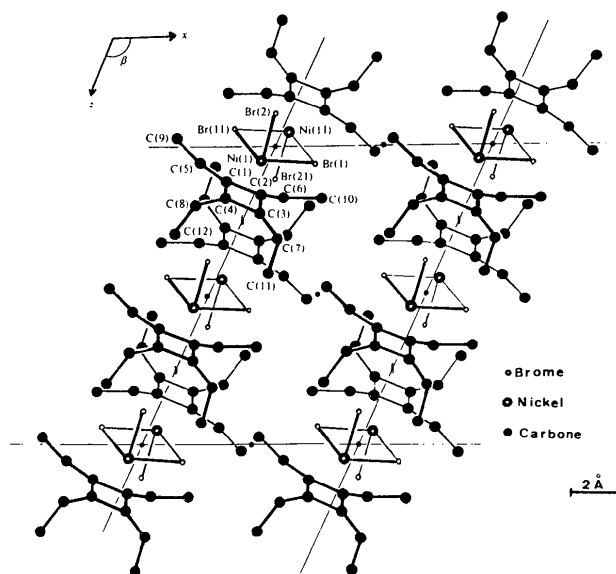 β x
z
Br(2)
C(9) Br(11) Ni(11)
Ni(1)
C(5) C(1) Br(1)
Br(21)
C(2) C(6)
C(8) C(4) C(3) C(10)
C(12) C(7)
C(11)
Brome
Nickel
Carbone
2 Å